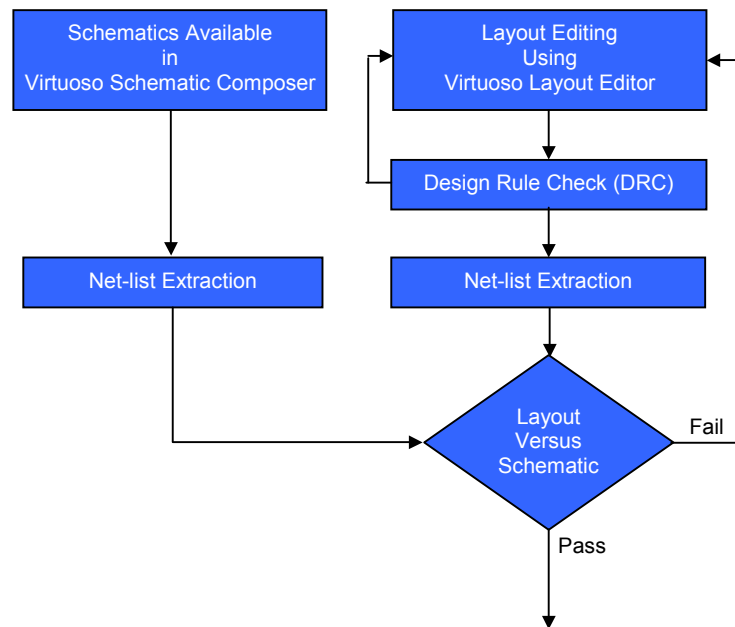 Schematics Available
in
Virtuoso Schematic Composer
Layout Editing
Using
Virtuoso Layout Editor
Design Rule Check (DRC)
Net-list Extraction
Net-list Extraction
Layout
Versus
Schematic
Fail
Pass